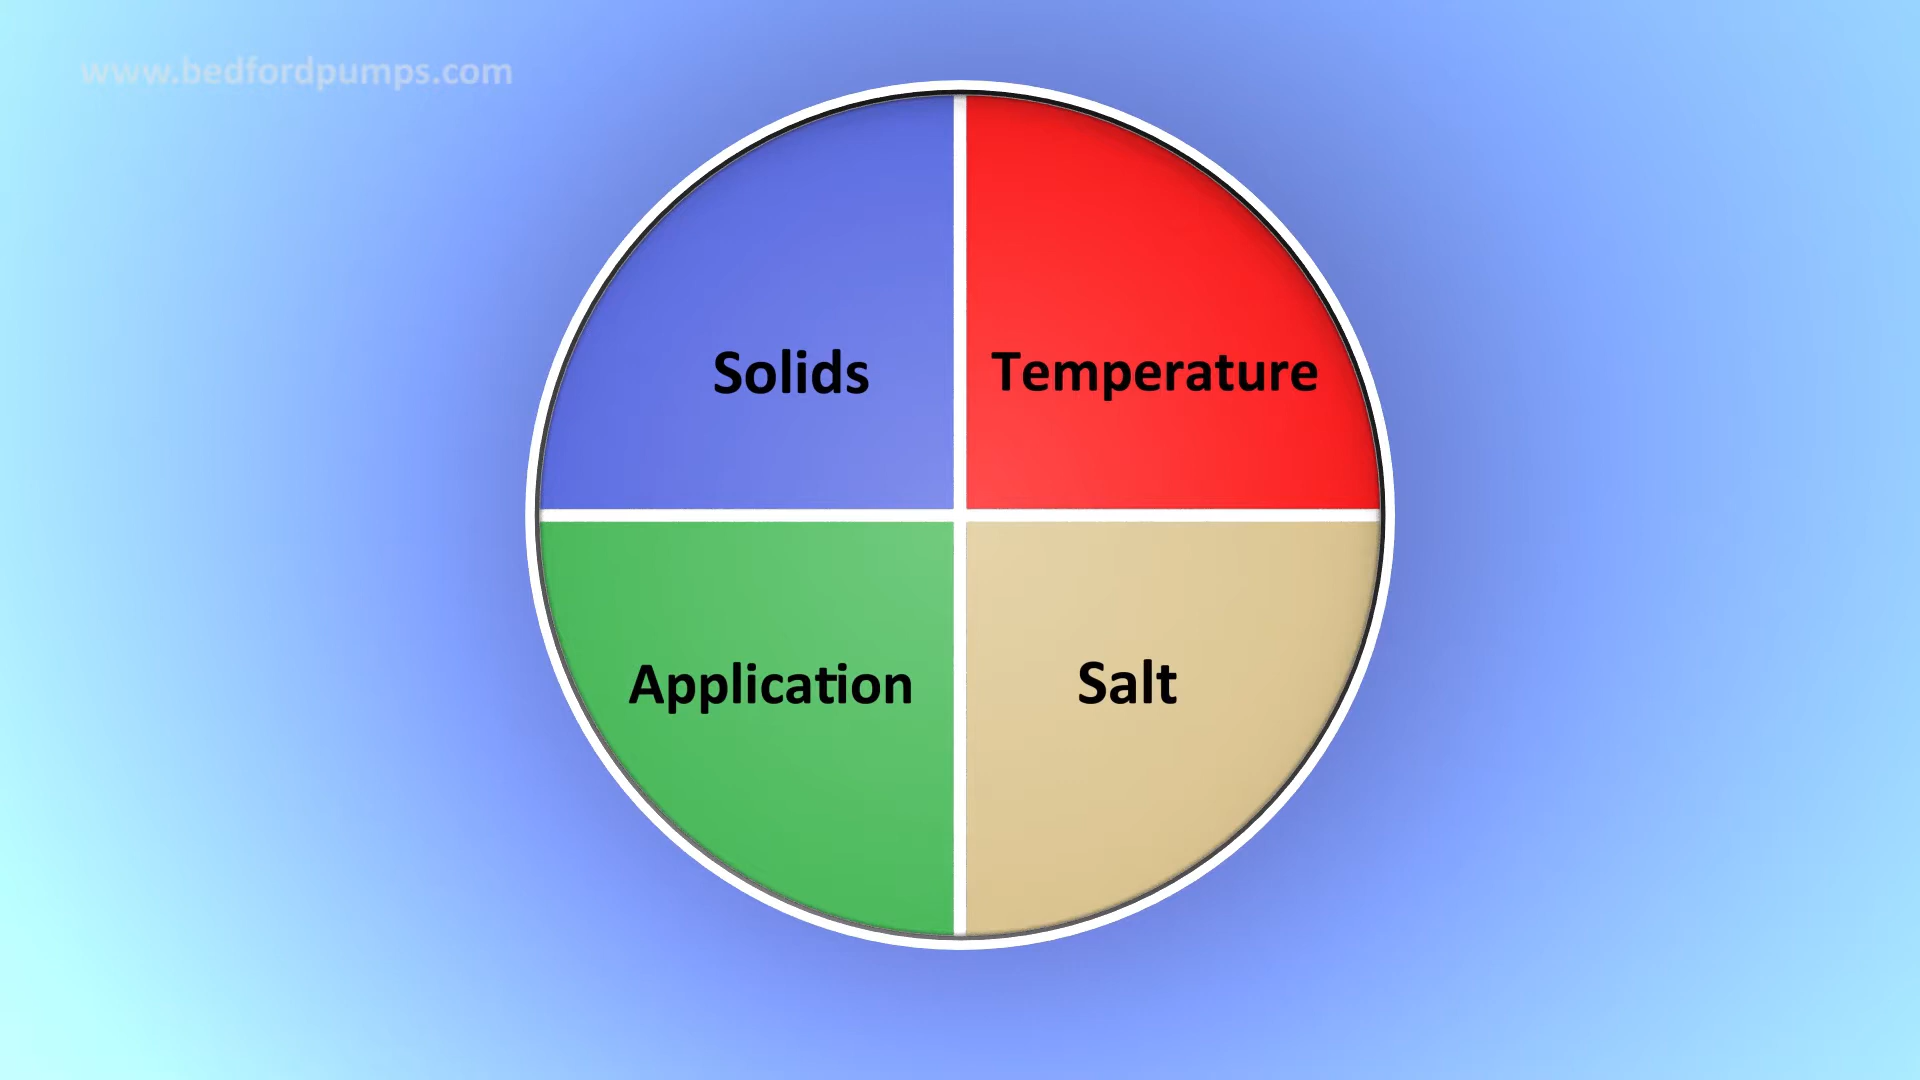 www.bedfordpumps.com
Solids
Temperature
Application
Salt